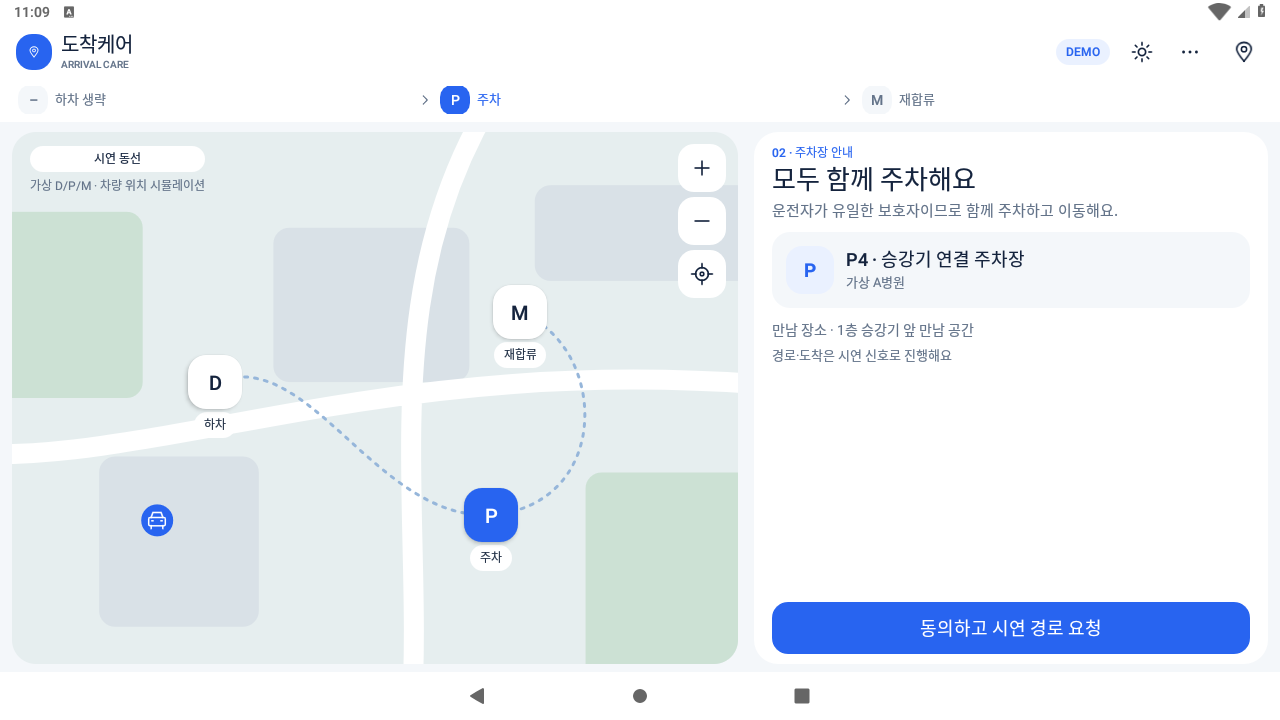 11:09
A
도착케어
ARRIVAL CARE
DEMO
하차 생략
P 주차
M 재합류
시연 동선
가상 D/P/M · 차량 위치 시뮬레이션
M
재합류
D
하차
P
주차
02 · 주차장 안내
모두 함께 주차해요
운전자가 유일한 보호자이므로 함께 주차하고 이동해요.
P
P4 · 승강기 연결 주차장
가상 A병원
만남 장소 · 1층 승강기 앞 만남 공간
경로·도착은 시연 신호로 진행해요
동의하고 시연 경로 요청